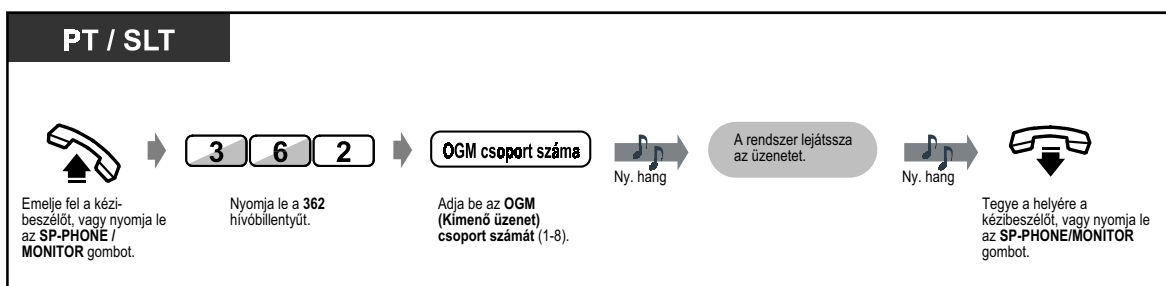 PT / SLT
3 6 2
OGM csoport száma
A rendszer lejátssza
az üzenetet.
Ny. hang
Ny. hang
Emelje fel a kézi-
beszélőt, vagy nyomja le
az SP-PHONE /
MONITOR gombot.
Nyomja le a 362
hívóbillentyűt.
Adja be az OGM
(Kimenő üzenet)
csoport számát (1-8).
Tegye a helyére a
kézibeszélőt, vagy nyomja le
az SP-PHONE/MONITOR
gombot.